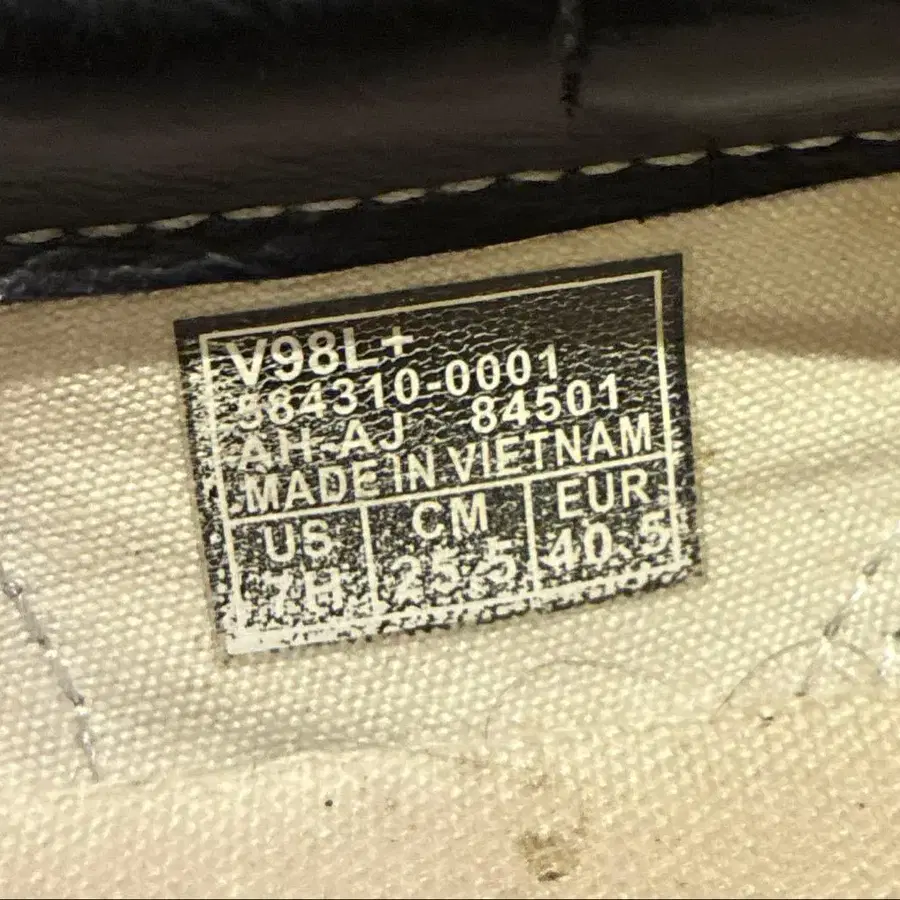 V98L+
584310-0001
AH-AJ 84501
MADE IN VIETNAM
US CM EUR
7H 25.5 40.5